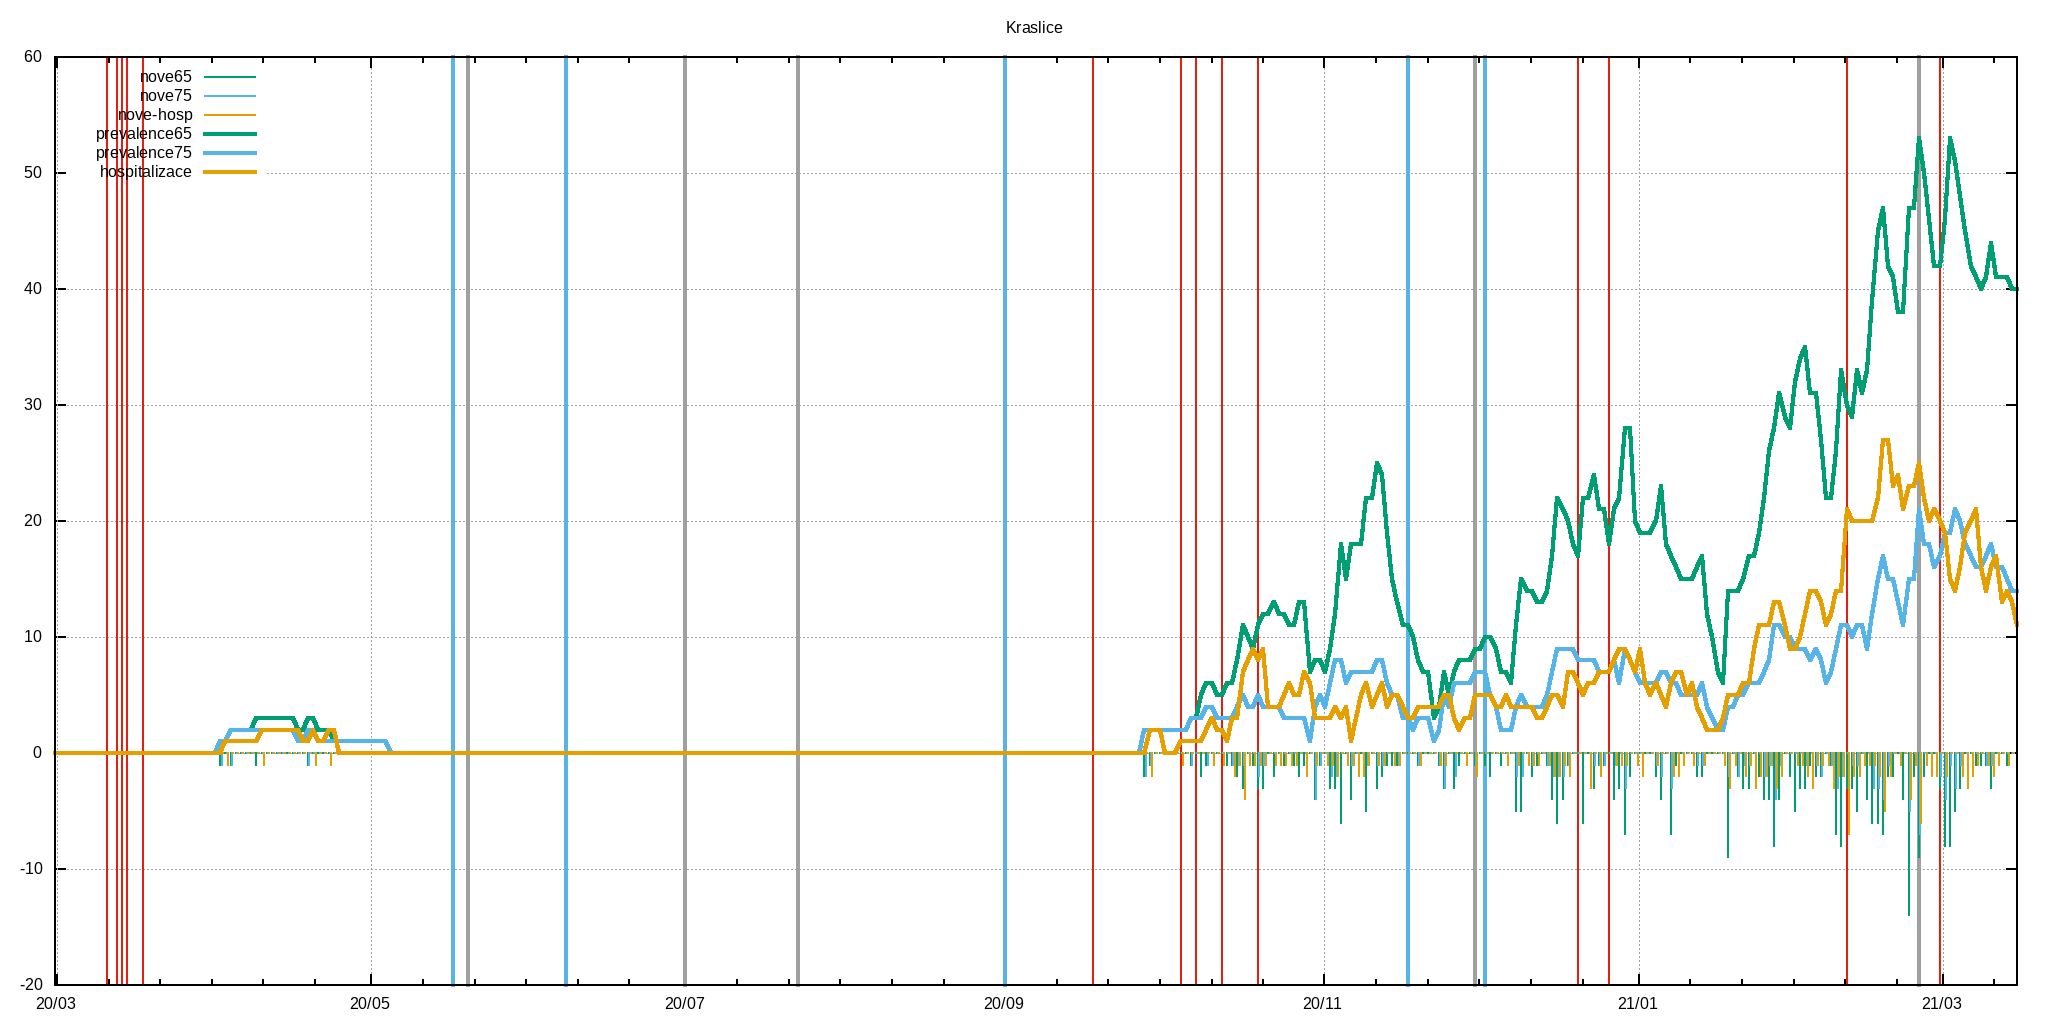 Kraslice
60
nove65
nove75
nove-hosp
prevalence65
prevalence75
hospitalizace
50
40
30
20
10
0
-10
-20
20/03 20/05 20/07 20/09 20/11 21/01 21/03